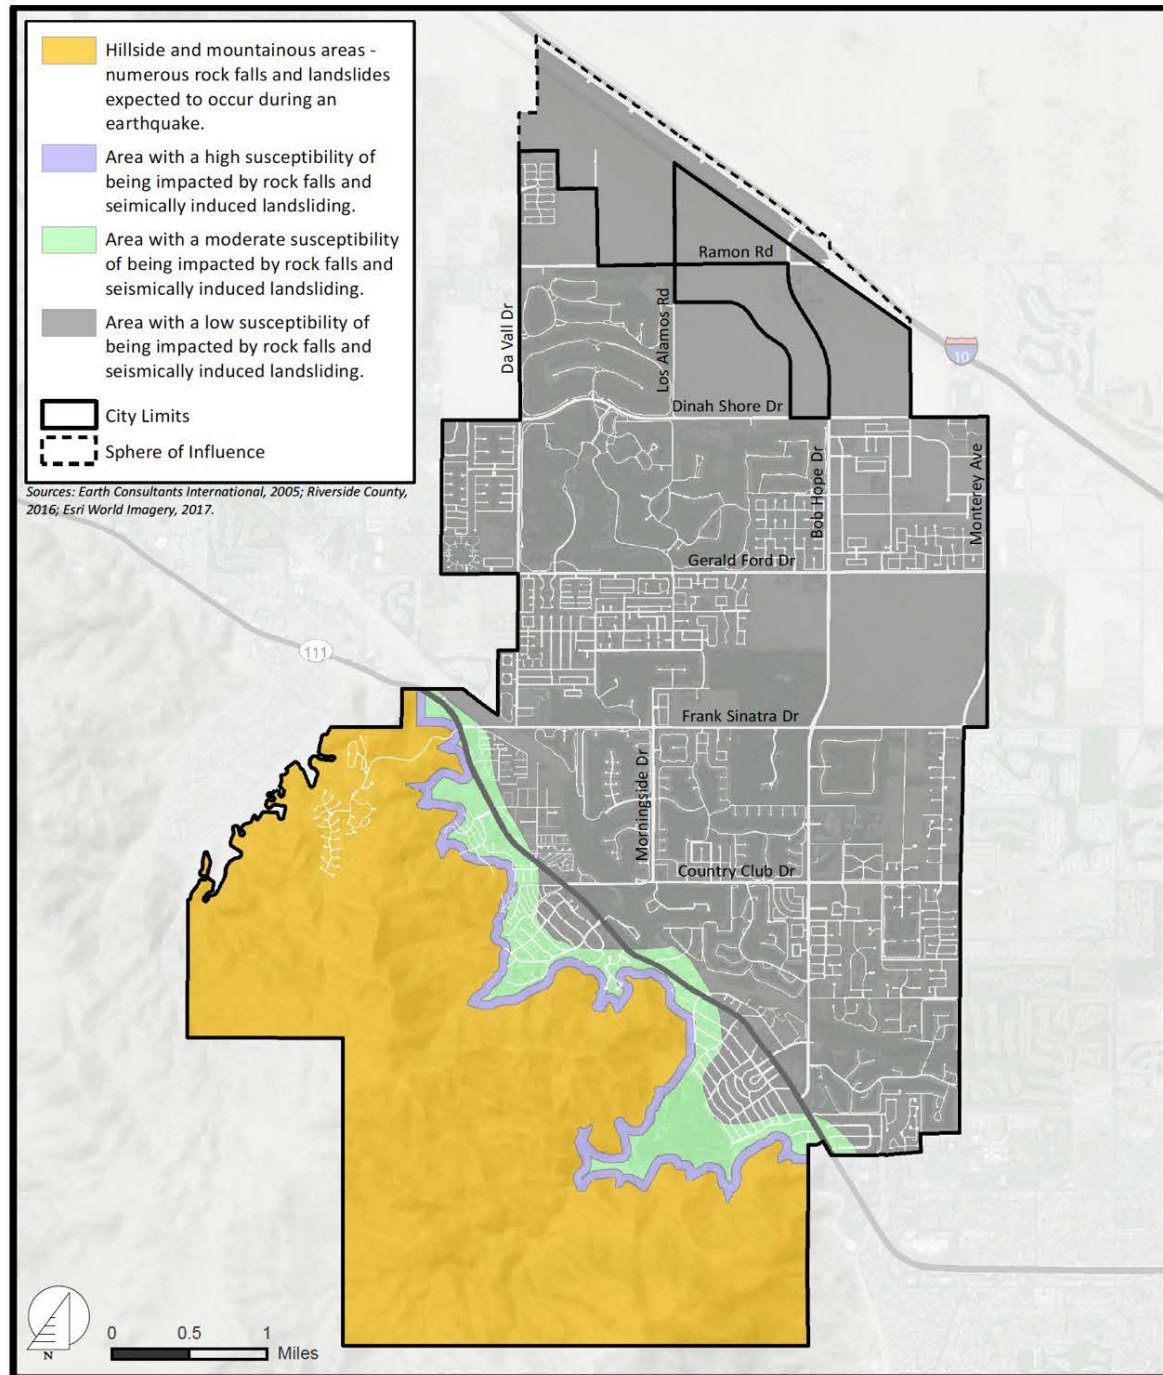 Hillside and mountainous areas -
numerous rock falls and landslides
expected to occur during an
earthquake.
Area with a high susceptibility of
being impacted by rock falls and
seimically induced landsliding.
Area with a moderate susceptibility
of being impacted by rock falls and
seismically induced landsliding.
Area with a low susceptibility of
being impacted by rock falls and
seismically induced landsliding.
City Limits
Sphere of Influence
Sources: Earth Consultants International, 2005; Riverside County,
2016; Esri World Imagery, 2017.
Ramon Rd
Da Vall Dr
Los Alamos Rd
10
Dinah Shore Dr
Bob Hope Dr
Monterey Ave
Gerald Ford Dr
111
Frank Sinatra Dr
Morningside Dr
Country Club Dr
N
0 0.5 1
Miles